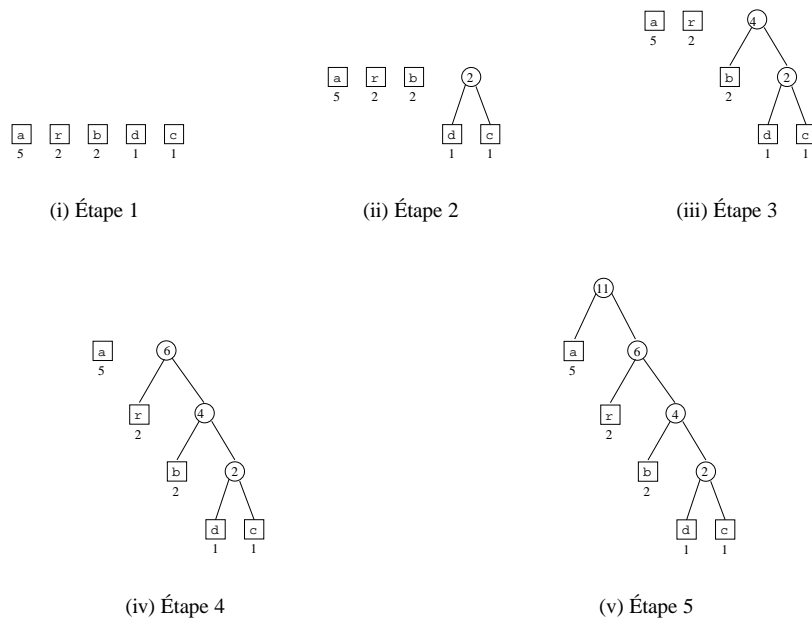 a r b d c
5 2 2 1 1
(i) Étape 1
a r b 2
5 2 2
d c
1 1
(ii) Étape 2
a r 4
5 2
b 2
2
d c
1 1
(iii) Étape 3
a 6
5
r 4
2
b 2
2
d c
1 1
(iv) Étape 4
11
a 6
5
r 4
2
b 2
2
d c
1 1
(v) Étape 5